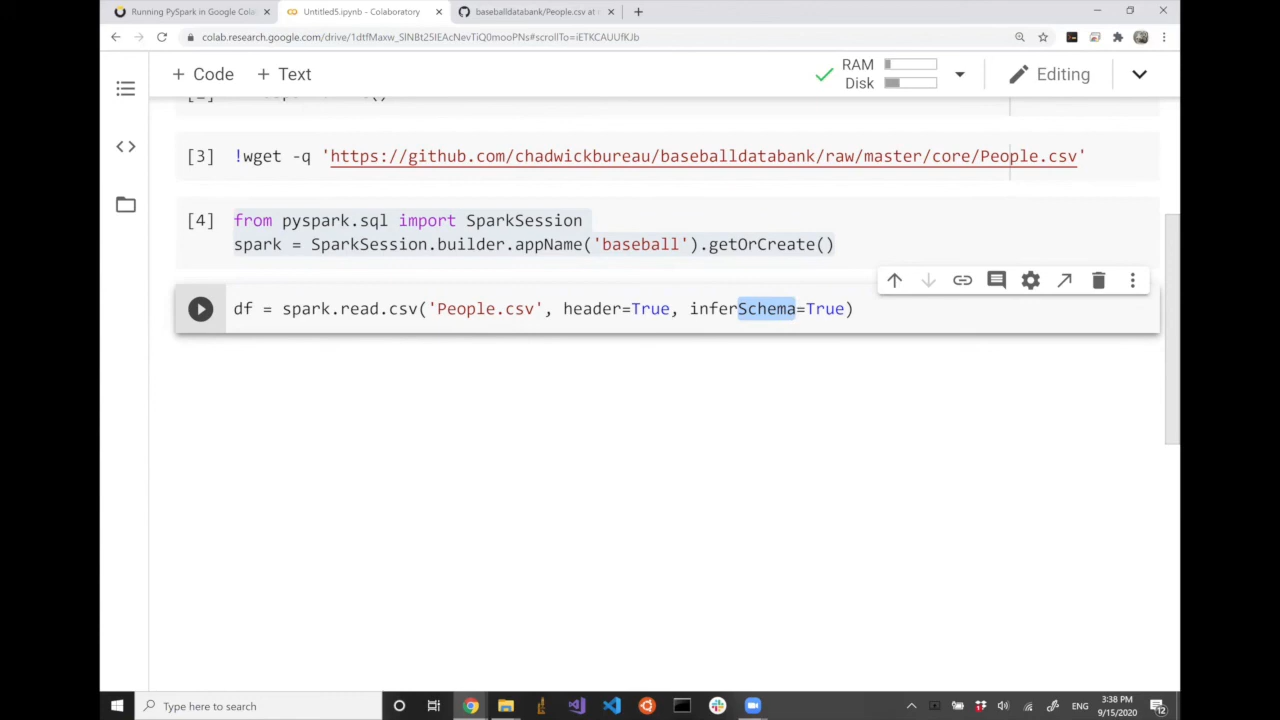 Running PySpark in Google Cola
Untitled5.ipynb - Colaboratory
baseballdatabank/People.csv at
colab.research.google.com/drive/1dtfMaxw_SlNBt25IEAcNevTiQ0mooPNs#scrollTo=iETKCAUUfKJb
+ Code + Text
RAM
Disk
Editing
[3] !wget -q 'https://github.com/chadwickbureau/baseballdatabank/raw/master/core/People.csv'
[4] from pyspark.sql import SparkSession
spark = SparkSession.builder.appName('baseball').getOrCreate()
df = spark.read.csv('People.csv', header=True, inferSchema=True)
Type here to search
ENG
3:38 PM
9/15/2020
12